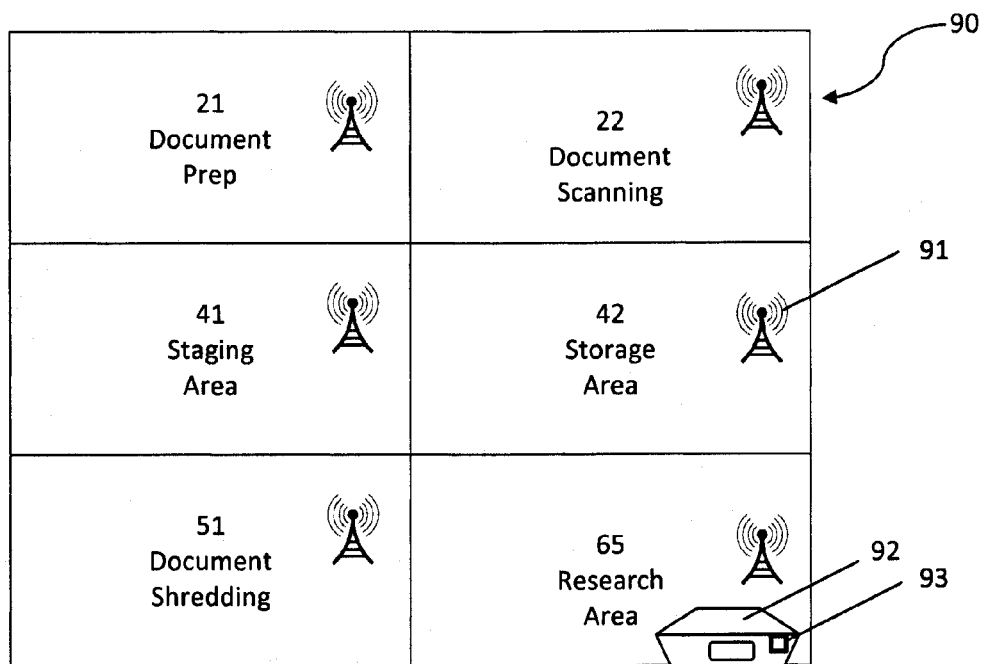 90
21
Document
Prep
22
Document
Scanning
91
41
Staging
Area
42
Storage
Area
51
Document
Shredding
65
Research
Area
92
93